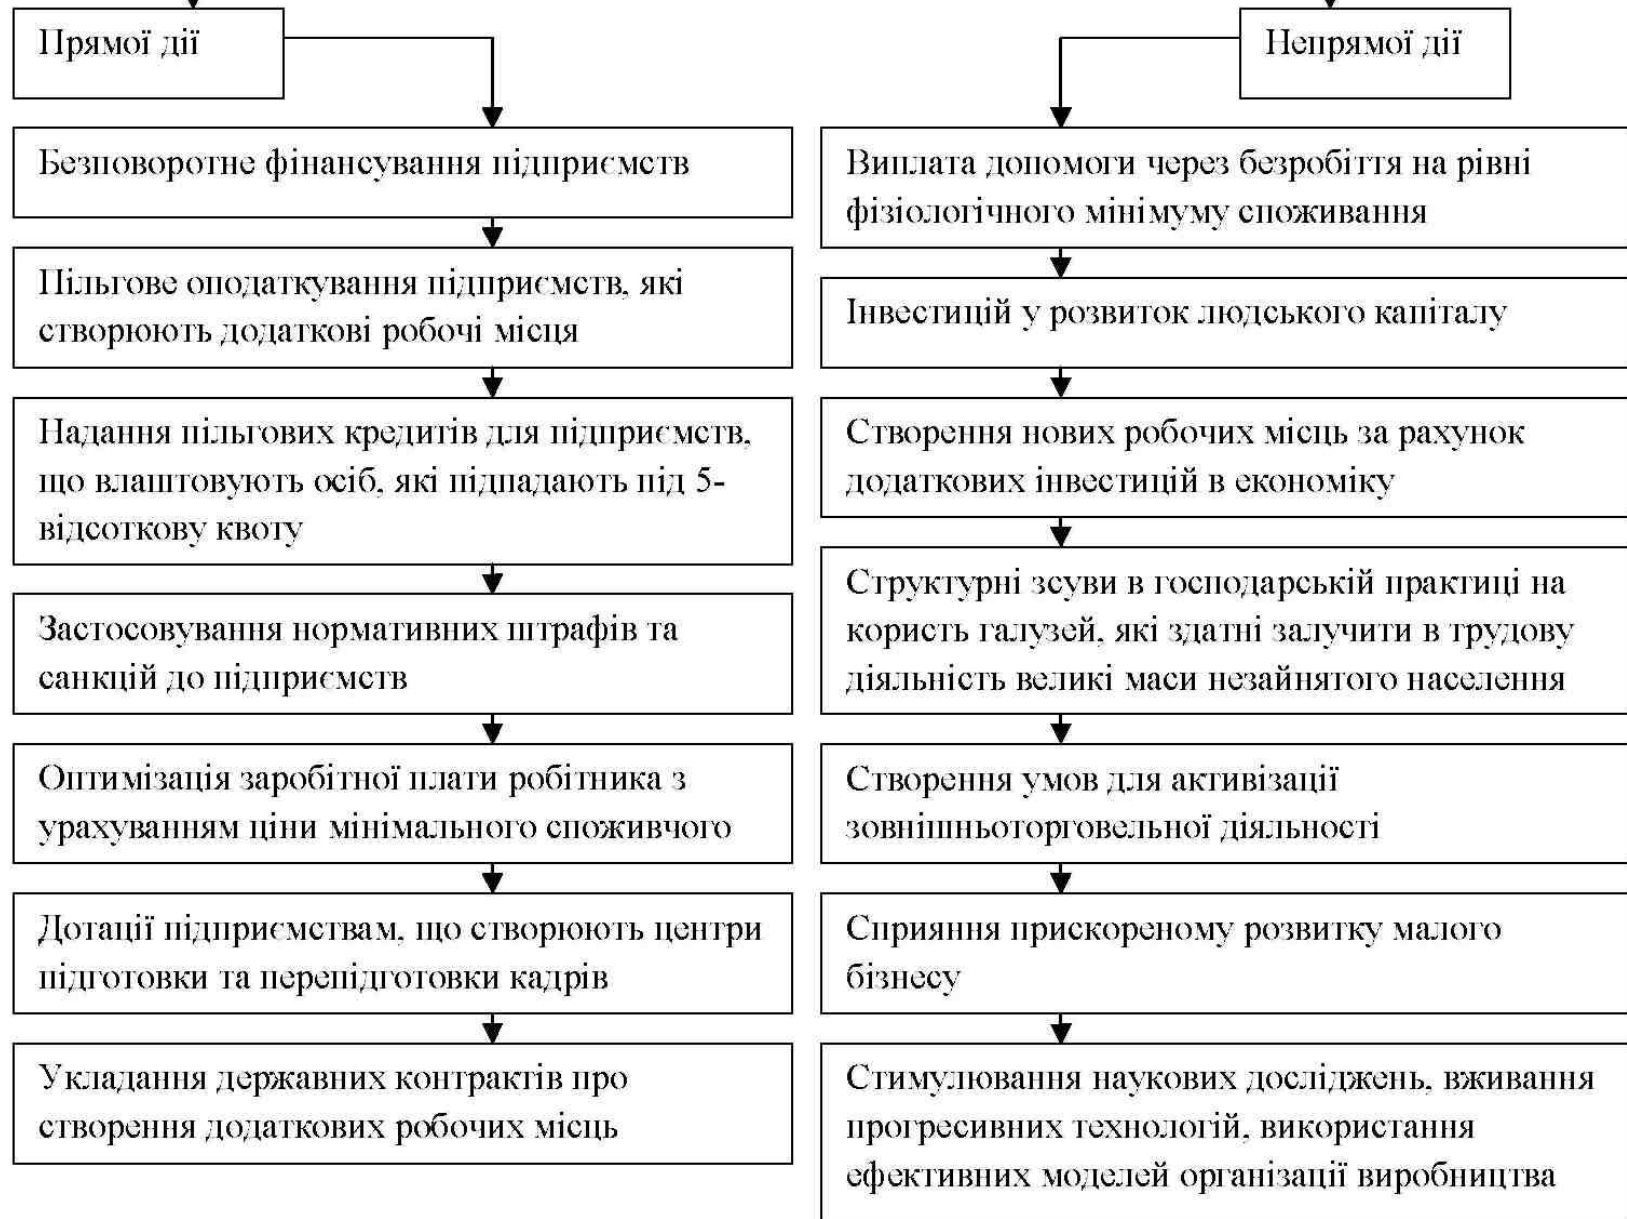 Прямої дії
Безповоротне фінансування підприємств
Пільгове оподаткування підприємств, які
створюють додаткові робочі місця
Надання пільгових кредитів для підприємств,
що влаштовують осіб, які підпадають під 5-
відсоткову квоту
Застосовування нормативних штрафів та
санкцій до підприємств
Оптимізація заробітної плати робітника з
урахуванням ціни мінімального споживчого
Дотації підприємствам, що створюють центри
підготовки та перепідготовки кадрів
Укладання державних контрактів про
створення додаткових робочих місць
Непрямої дії
Виплата допомоги через безробіття на рівні
фізіологічного мінімуму споживання
Інвестицій у розвиток людського капіталу
Створення нових робочих місць за рахунок
додаткових інвестицій в економіку
Структурні зсуви в господарській практиці на
користь галузей, які здатні залучити в трудову
діяльність великі маси незайнятого населення
Створення умов для активізації
зовнішньоторговельної діяльності
Сприяння прискореному розвитку малого
бізнесу
Стимулювання наукових досліджень, вживання
прогресивних технологій, використання
ефективних моделей організації виробництва